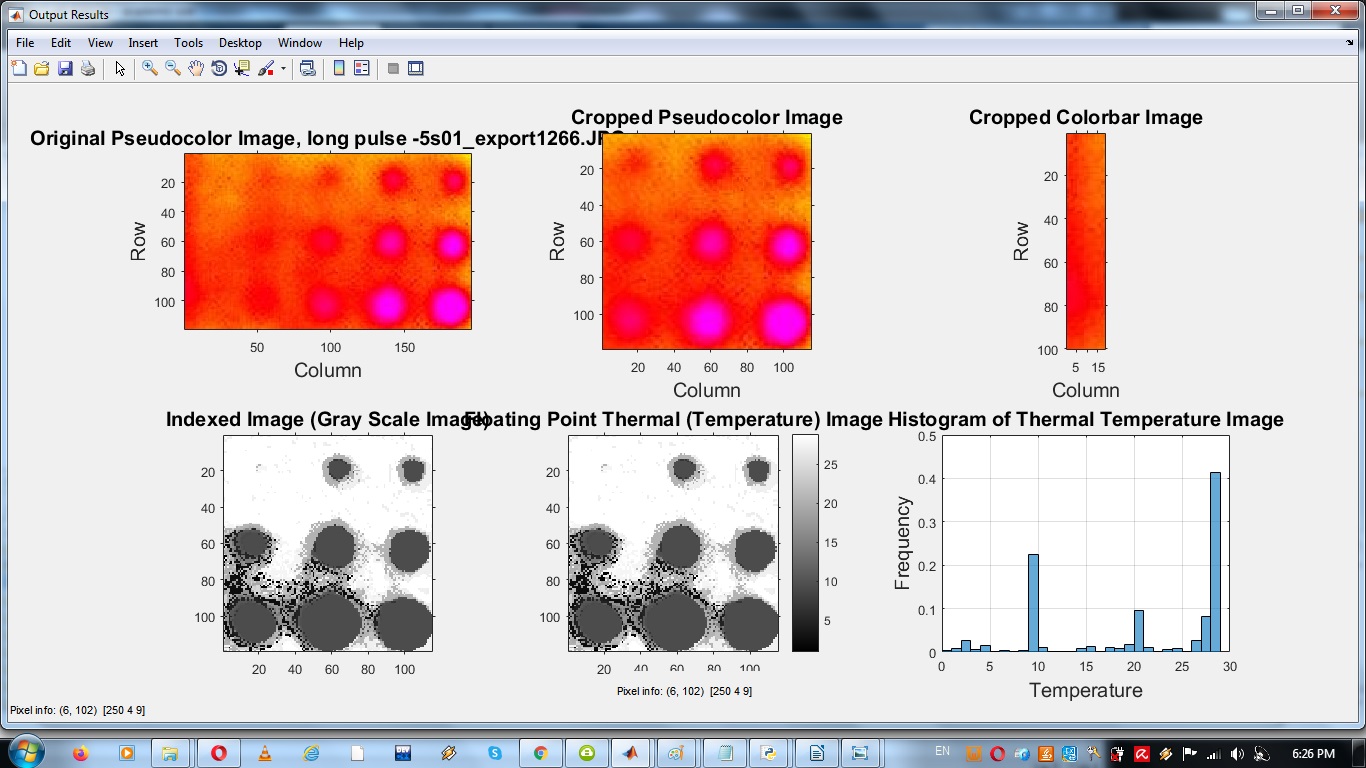 Output Results
File Edit View Insert Tools Desktop Window Help
Original Pseudocolor Image, long pulse -5s01_export1266.JPG
Row
20
40
60
80
100
50 100 150
Column
Cropped Pseudocolor Image
Row
20
40
60
80
100
20 40 60 80 100
Column
Cropped Colorbar Image
Row
20
40
60
80
100
5 15
Column
Indexed Image (Gray Scale Image)
20
40
60
80
100
20 40 60 80 100
Floating Point Thermal (Temperature) Image
20
40
60
80
100
20 40 60 80 100
25
20
15
10
5
Pixel info: (6, 102) [250 4 9]
Histogram of Thermal Temperature Image
Frequency
0.5
0.4
0.3
0.2
0.1
0
0 5 10 15 20 25 30
Temperature
Pixel info: (6, 102) [250 4 9]
EN
6:26 PM